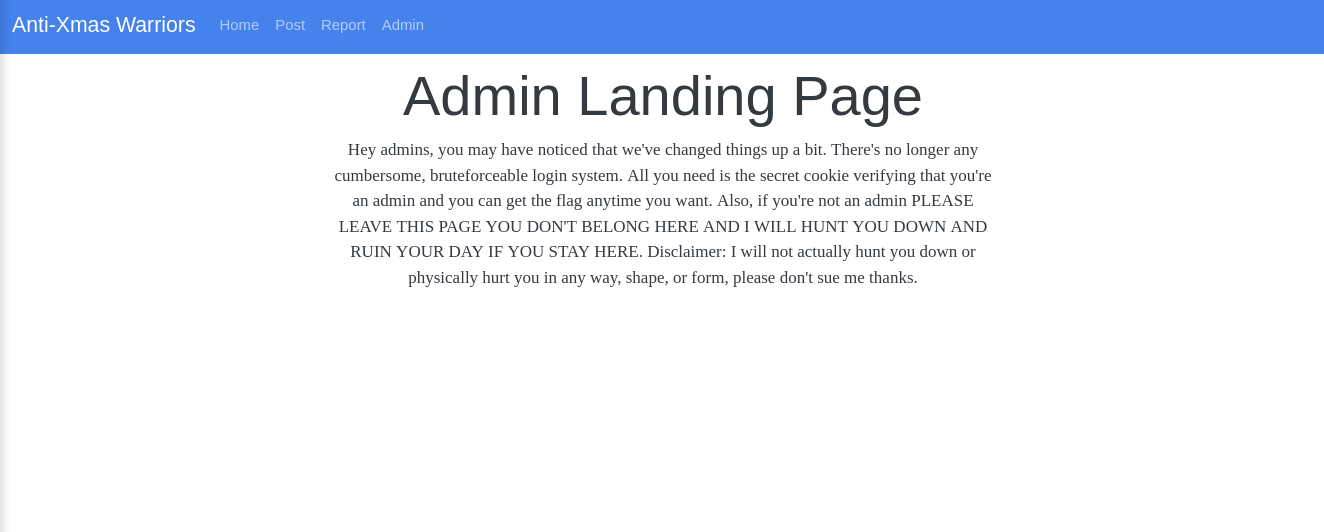 Anti-Xmas Warriors Home Post Report Admin
Admin Landing Page
Hey admins, you may have noticed that we've changed things up a bit. There's no longer any
cumbersome, bruteforceable login system. All you need is the secret cookie verifying that you're
an admin and you can get the flag anytime you want. Also, if you're not an admin PLEASE
LEAVE THIS PAGE YOU DON'T BELONG HERE AND I WILL HUNT YOU DOWN AND
RUIN YOUR DAY IF YOU STAY HERE. Disclaimer: I will not actually hunt you down or
physically hurt you in any way, shape, or form, please don't sue me thanks.